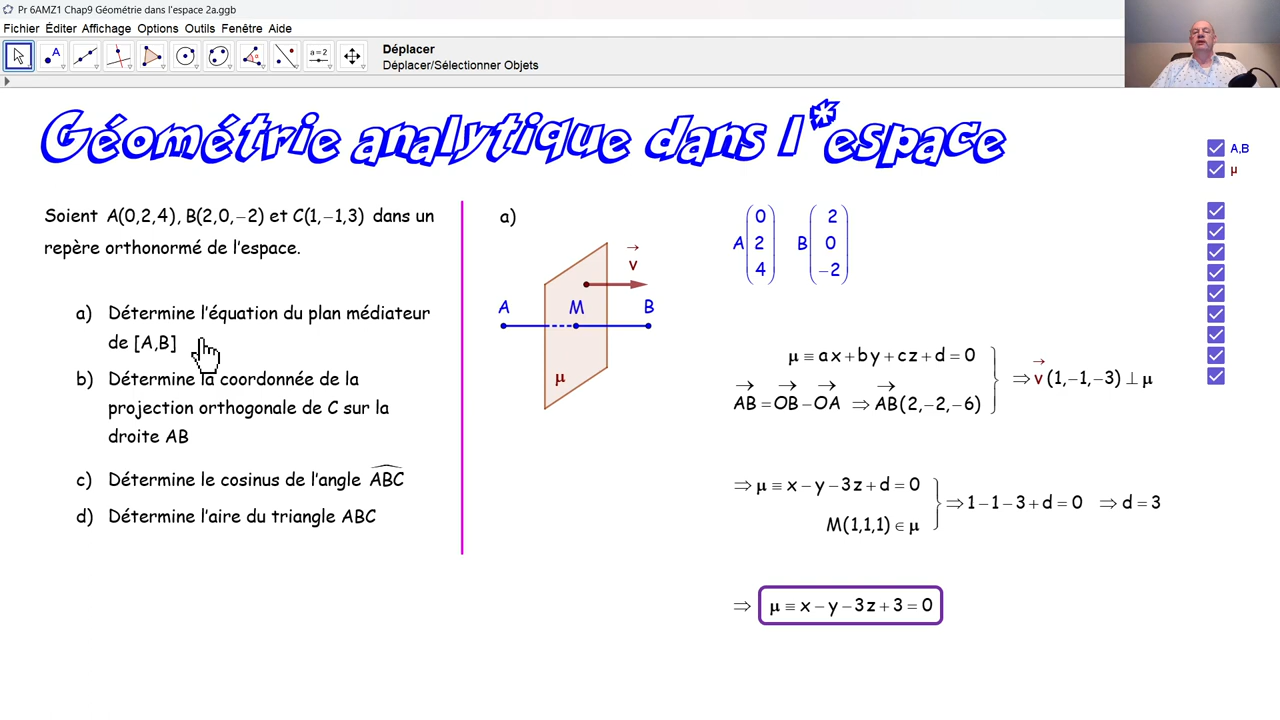 Pr 6AMZ1 Chap9 Géométrie dans l'espace 2a.ggb
Fichier Éditer Affichage Options Outils Fenêtre Aide
A
a=2
Déplacer
Déplacer/Sélectionner Objets
Géométrie analytique dans l'espace
A,B
μ
Soient A(0,2,4), B(2,0,−2) et C(1,−1,3) dans un
repère orthonormé de l'espace.
a) Détermine l'équation du plan médiateur
de [A,B]
b) Détermine la coordonnée de la
projection orthogonale de C sur la
droite AB
c) Détermine le cosinus de l'angle ABC
d) Détermine l'aire du triangle ABC
a)
v
A M B
μ
A (0 2 4) B (2 0 −2)
μ ≡ ax+by+cz+d=0
AB=OB−OA ⇒ AB(2,−2,−6)
⇒ v(1,−1,−3) ⊥ μ
⇒ μ ≡ x−y−3z+d=0
M(1,1,1) ∈ μ
⇒ 1−1−3+d=0 ⇒ d=3
⇒ μ ≡ x−y−3z+3=0